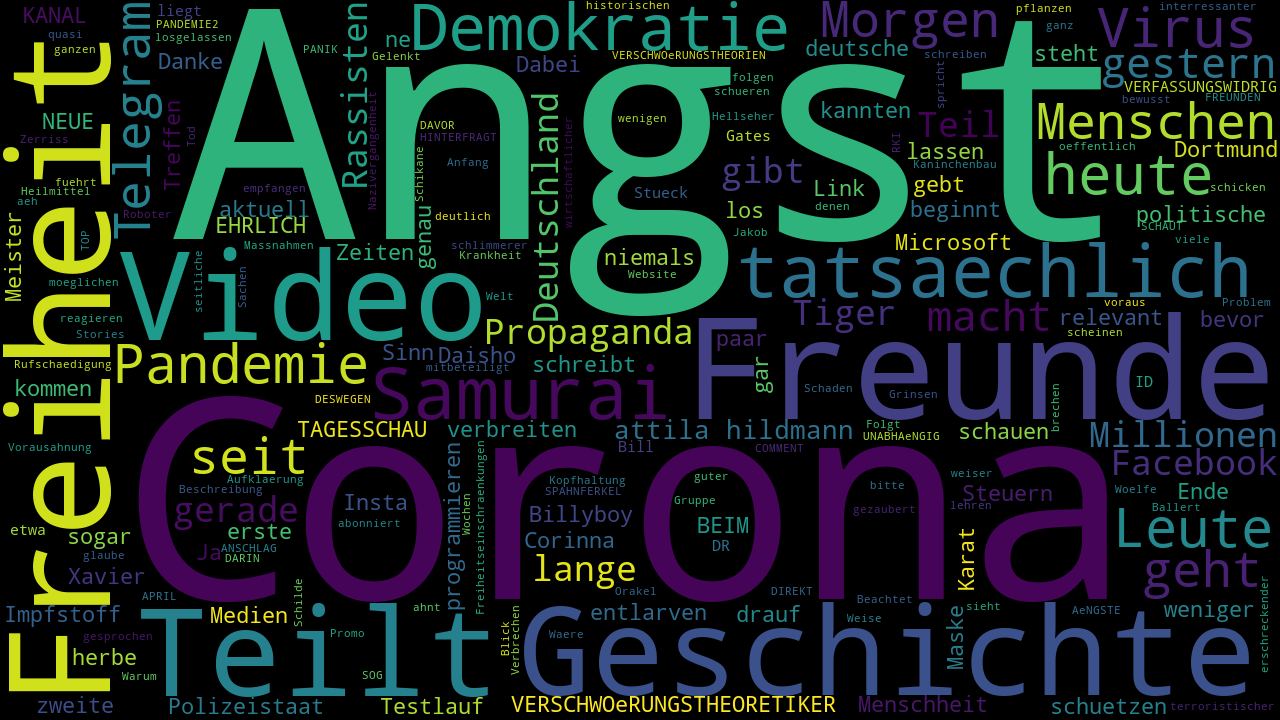 KANAL
quasi
ganzen
liegt
PANDEMIE2
losgelassen
Danke
PANIK
ne
Gelenkt
Demokratie
historischen
VERSCHWOeRUNGSTHEORIEN
Dabei
Morgen
deutsche
pflanzen
ganz
schreiben
steht
Virus
interessanter
gestern
VERFASSUNGSWIDRIG
bewusst
FREUNDEN
Freiheit
Telegram
Rassisten
Angst
NEUE
Zerriss
Treffen
Tod
Nazivergangenheit
Schikane
DAVOR
HINTERFRAGT
Anfang
wenigen
folgen
schueren
Hellseher
Gates
kannten
spricht
RKI
Teil
lassen
Kaninchenbau
Menschen
oeffentlich
Dortmund
heute
schicken
fuehrt
Heilmittel
aeh
Roboter
empfangen
aktuell
EHRLICH
Massnahmen
genau
deutlich
Deutschland
wirtschaftlicher
Stueck
gibt
Link
denen
gebt
los
Jakob
beginnt
politische
SCHAUT
viele
Meister
TOP
moeglichen
reagieren
Stories
Rufschaedigung
seitliche
Sachen
Video
Zeiten
schlimmerer
Krankheit
Welt
niemals
Website
Microsoft
tatsaechlich
voraus
Problem
Tiger
macht
relevant
bevor
scheinen
Propaganda
paar
Freunde
Pandemie
Sinn
Daisho
mitbeteiligt
schreibt
gar
Schaden
Grinsen
ID
kommen
DESWEGEN
Samurai
TAGESSCHAU
verbreiten
attila hildmann
Folgt
UNABHAeNGIG
schauen
brechen
Millionen
Vorausahnung
seit
Aufklaerung
Beschreibung
Bill
COMMENT
Facebook
Corona
programmieren
Freiheitseinschraenkungen
Wochen
Kopfhaltung
SPAHNFERKEL
guter
Gruppe
bitte
gezaubert
weiser
Steuern
lehren
Woelfe
Ende
Ballert
gerade
Insta
abonniert
Billyboy
BEIM
DR
Leute
etwa
sogar
glaube
erste
Ja
ANSCHLAG
DARIN
Corinna
Karat
Xavier
lange
geht
APRIL
schilde
Orakel
DIREKT
Beachtet
Impfstoff
Medien
ahnt
Blick
Verbrechen
entlarven
drauf
Weise
Maske
sieht
AeNGSTE
weniger
erschreckender
gesprochen
herbe
Warum
Teilt
Promo
SOG
Waere
Geschichte
zweite
Polizeistaat
Testlauf
VERSCHWOeRUNGSTHEORETIKER
Menschheit
schuetzen
terroristischer